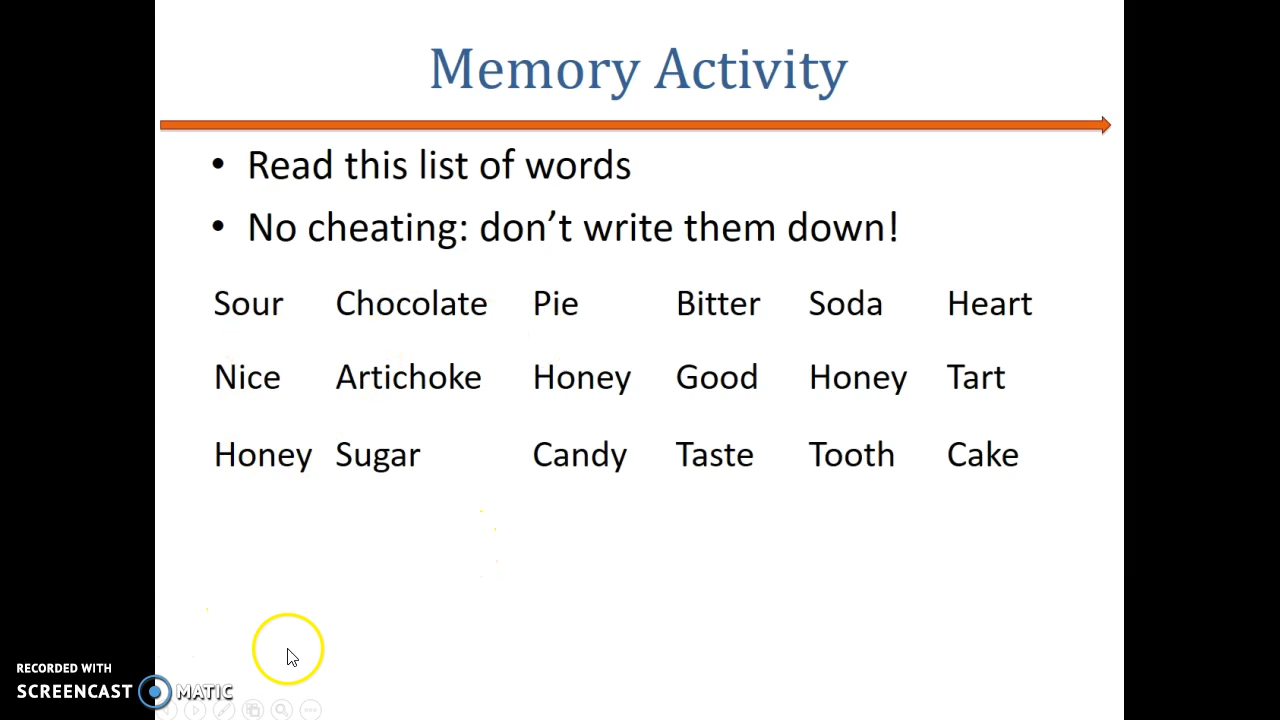 Memory Activity
• Read this list of words
• No cheating: don’t write them down!
Sour Chocolate Pie Bitter Soda Heart
Nice Artichoke Honey Good Honey Tart
Honey Sugar Candy Taste Tooth Cake
RECORDED WITH
SCREENCAST MATIC